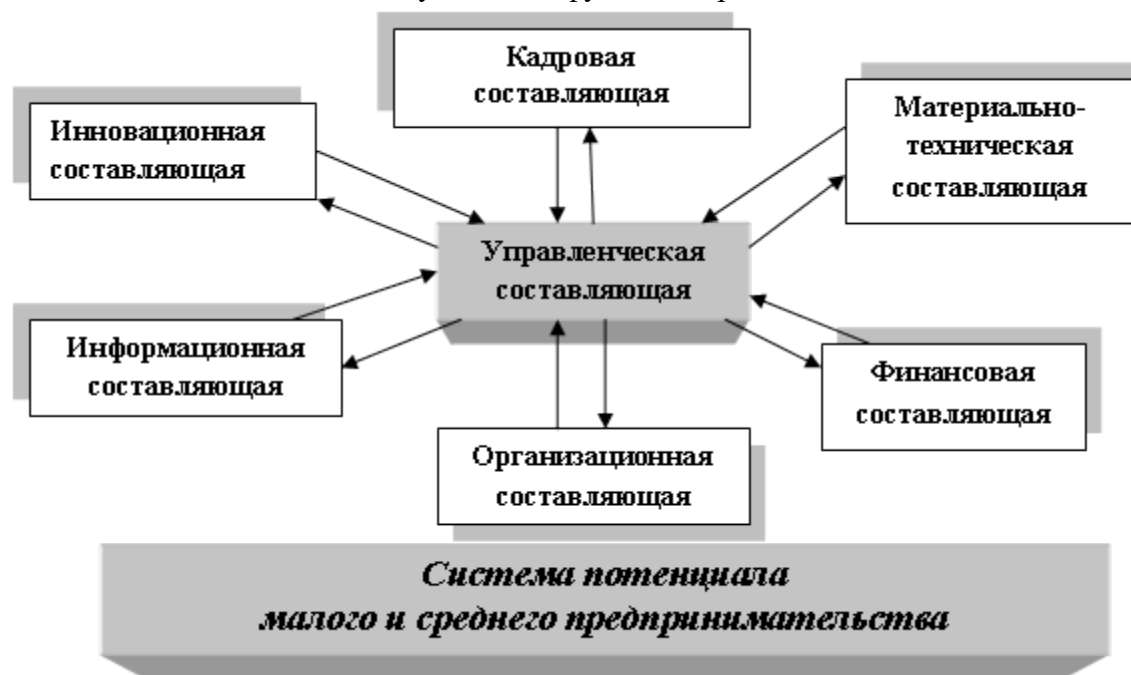 Кадровая
составляющая
Инновационная
составляющая
Материально-
техническая
составляющая
Управленческая
составляющая
Информационная
составляющая
Финансовая
составляющая
Организационная
составляющая
Система потенциала
малого и среднего предпринимательства